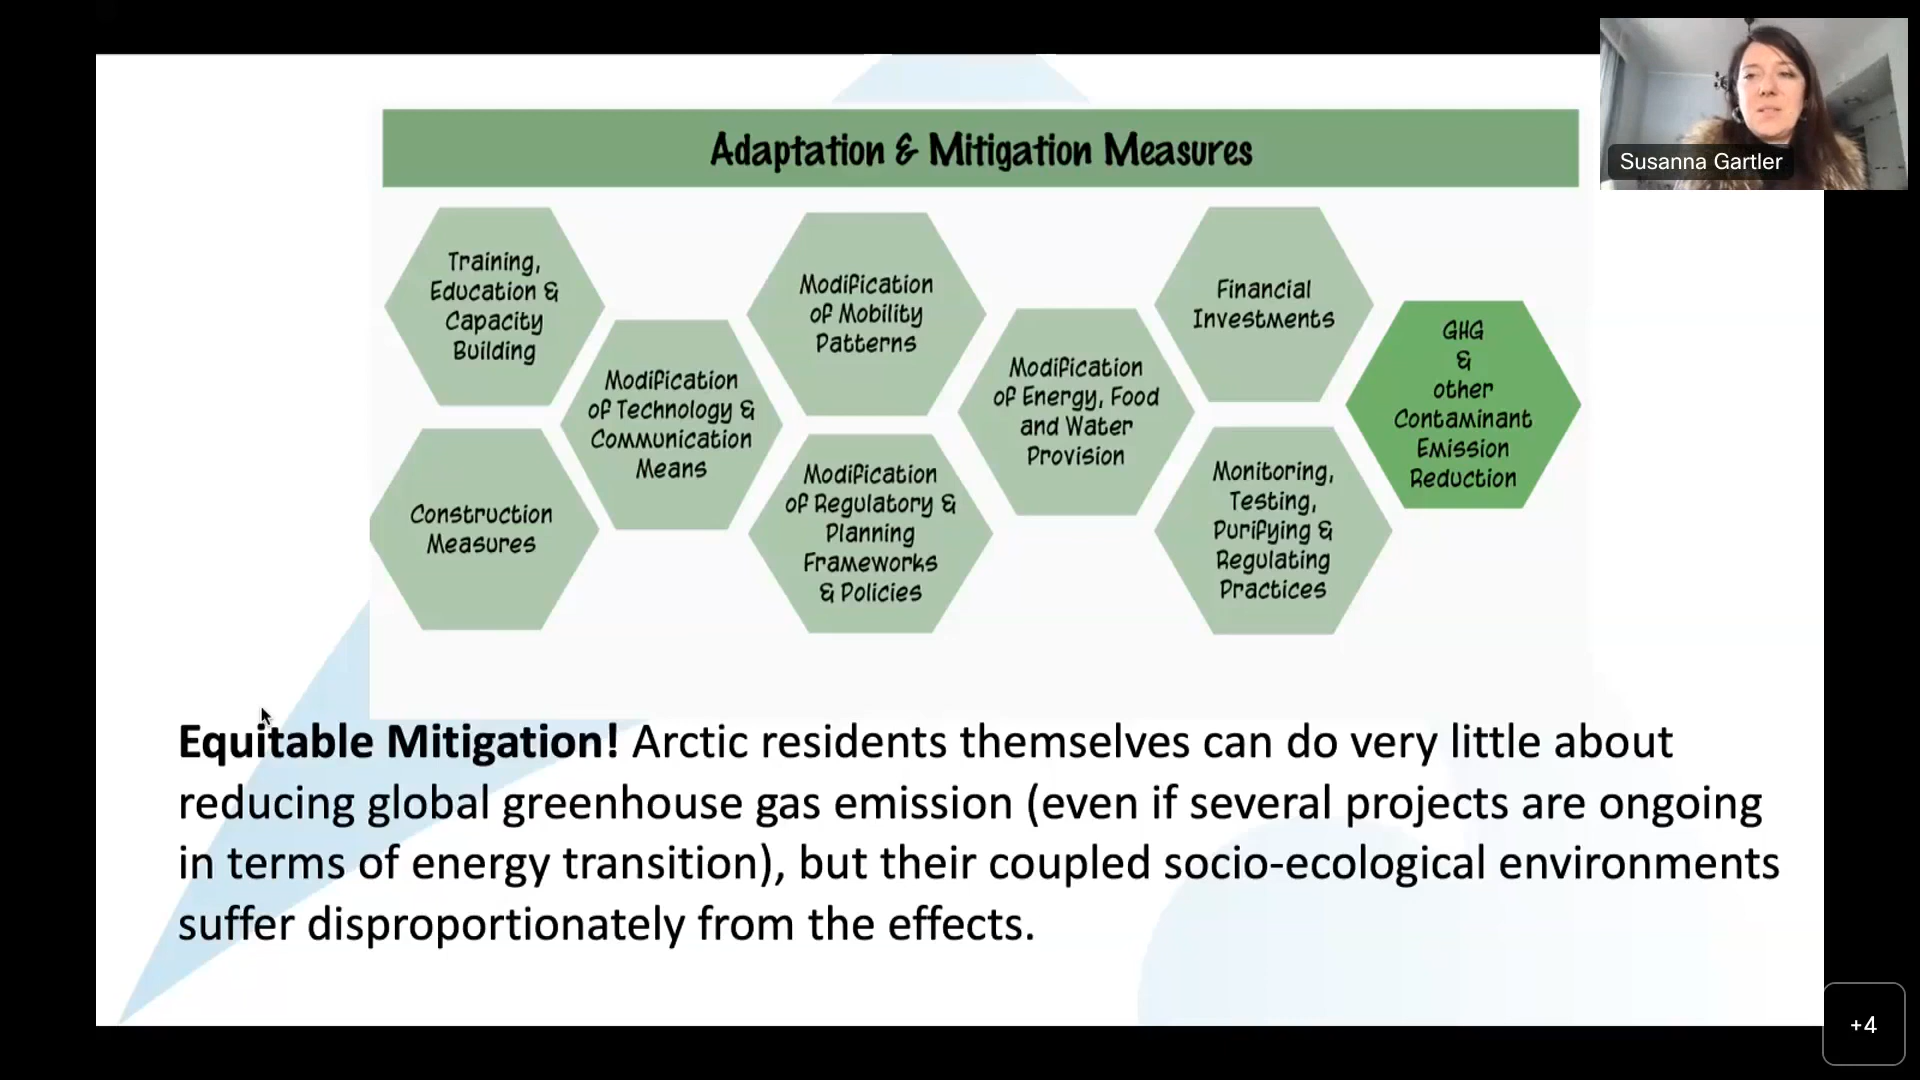 Adaptation & Mitigation Measures
Training,
Education &
Capacity
Building
Construction
Measures
Modification
of Technology &
Communication
Means
Modification
of Mobility
Patterns
Modification
of Regulatory &
Planning
Frameworks
& Policies
Modification
of Energy, Food
and Water
Provision
Financial
Investments
Monitoring,
Testing,
Purifying &
Regulating
Practices
GHG
&
other
Contaminant
Emission
Reduction
Equitable Mitigation! Arctic residents themselves can do very little about
reducing global greenhouse gas emission (even if several projects are ongoing
in terms of energy transition), but their coupled socio-ecological environments
suffer disproportionately from the effects.
Susanna Gartler
+4